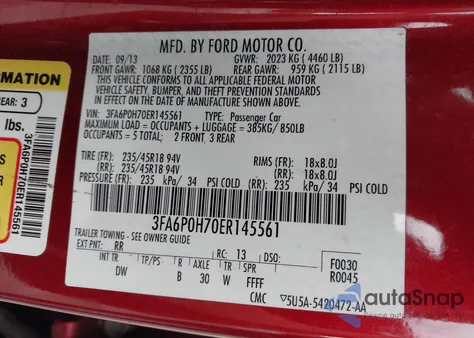 MFD. BY FORD MOTOR CO.
DATE: 09/13 GVWR: 2023 KG ( 4460 LB)
FRONT GAWR: 1068 KG ( 2355 LB) REAR GAWR: 959 KG ( 2115 LB)
THIS VEHICLE CONFORMS TO ALL APPLICABLE FEDERAL MOTOR
VEHICLE SAFETY, BUMPER, AND THEFT PREVENTION STANDARDS
IN EFFECT ON THE DATE OF MANUFACTURE SHOWN ABOVE.
VIN: 3FA6P0H70ER145561 TYPE: Passenger Car
MAXIMUM LOAD = OCCUPANTS + LUGGAGE = 385KG/ 850LB
OCCUPANTS = 5 TOTAL; 2 FRONT, 3 REAR
TIRE (FR): 235/45R18 94V RIMS (FR): 18x8.0J
(RR): 235/45R18 94V (RR): 18x8.0J
PRESSURE (FR): 235 kPa/ 34 PSI COLD (RR): 235 kPa/ 34 PSI COLD
3FA6P0H70ER145561
TRAILER TOWING - SEE OWNER GUIDE
EXT PNT: RR RC: 13 DSO: F0030
INT TR TP/PS R AXLE TR SPR R0045
DW B 30 W FFFF
CMC 5U5A-5420472-AA
ORMATION
REAR: 3
lbs.
3FA6P0H70ER145561
autoSnap